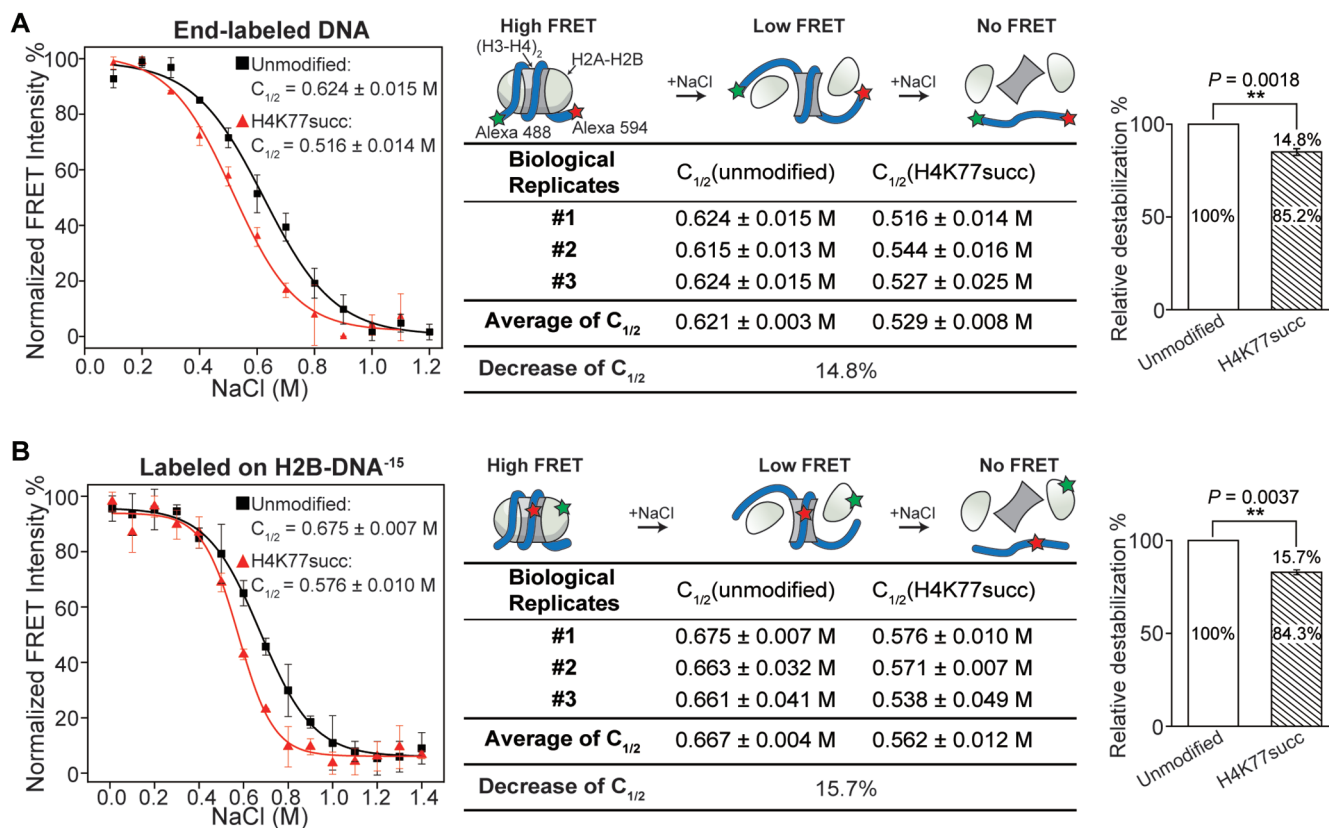 A
End-labeled DNA
Normalized FRET Intensity %
100
80
60
40
20
0
Unmodified:
C1/2 = 0.624 ± 0.015 M
H4K77succ:
C1/2 = 0.516 ± 0.014 M
0.0 0.2 0.4 0.6 0.8 1.0 1.2
NaCl (M)
High FRET Low FRET No FRET
(H3-H4)2
H2A-H2B
+NaCl
+NaCl
Alexa 488
Alexa 594
Biological Replicates C1/2(unmodified) C1/2(H4K77succ)
#1 0.624 ± 0.015 M 0.516 ± 0.014 M
#2 0.615 ± 0.013 M 0.544 ± 0.016 M
#3 0.624 ± 0.015 M 0.527 ± 0.025 M
Average of C1/2 0.621 ± 0.003 M 0.529 ± 0.008 M
Decrease of C1/2 14.8%
P = 0.0018
**
Relative destabilization %
100
50
0
100%
14.8%
85.2%
Unmodified
H4K77succ
B
Labeled on H2B-DNA-15
Normalized FRET Intensity %
100
80
60
40
20
0
Unmodified:
C1/2 = 0.675 ± 0.007 M
H4K77succ:
C1/2 = 0.576 ± 0.010 M
0.0 0.2 0.4 0.6 0.8 1.0 1.2 1.4
NaCl (M)
High FRET Low FRET No FRET
+NaCl
+NaCl
Biological Replicates C1/2(unmodified) C1/2(H4K77succ)
#1 0.675 ± 0.007 M 0.576 ± 0.010 M
#2 0.663 ± 0.032 M 0.571 ± 0.007 M
#3 0.661 ± 0.041 M 0.538 ± 0.049 M
Average of C1/2 0.667 ± 0.004 M 0.562 ± 0.012 M
Decrease of C1/2 15.7%
P = 0.0037
**
Relative destabilization %
100
50
0
100%
15.7%
84.3%
Unmodified
H4K77succ